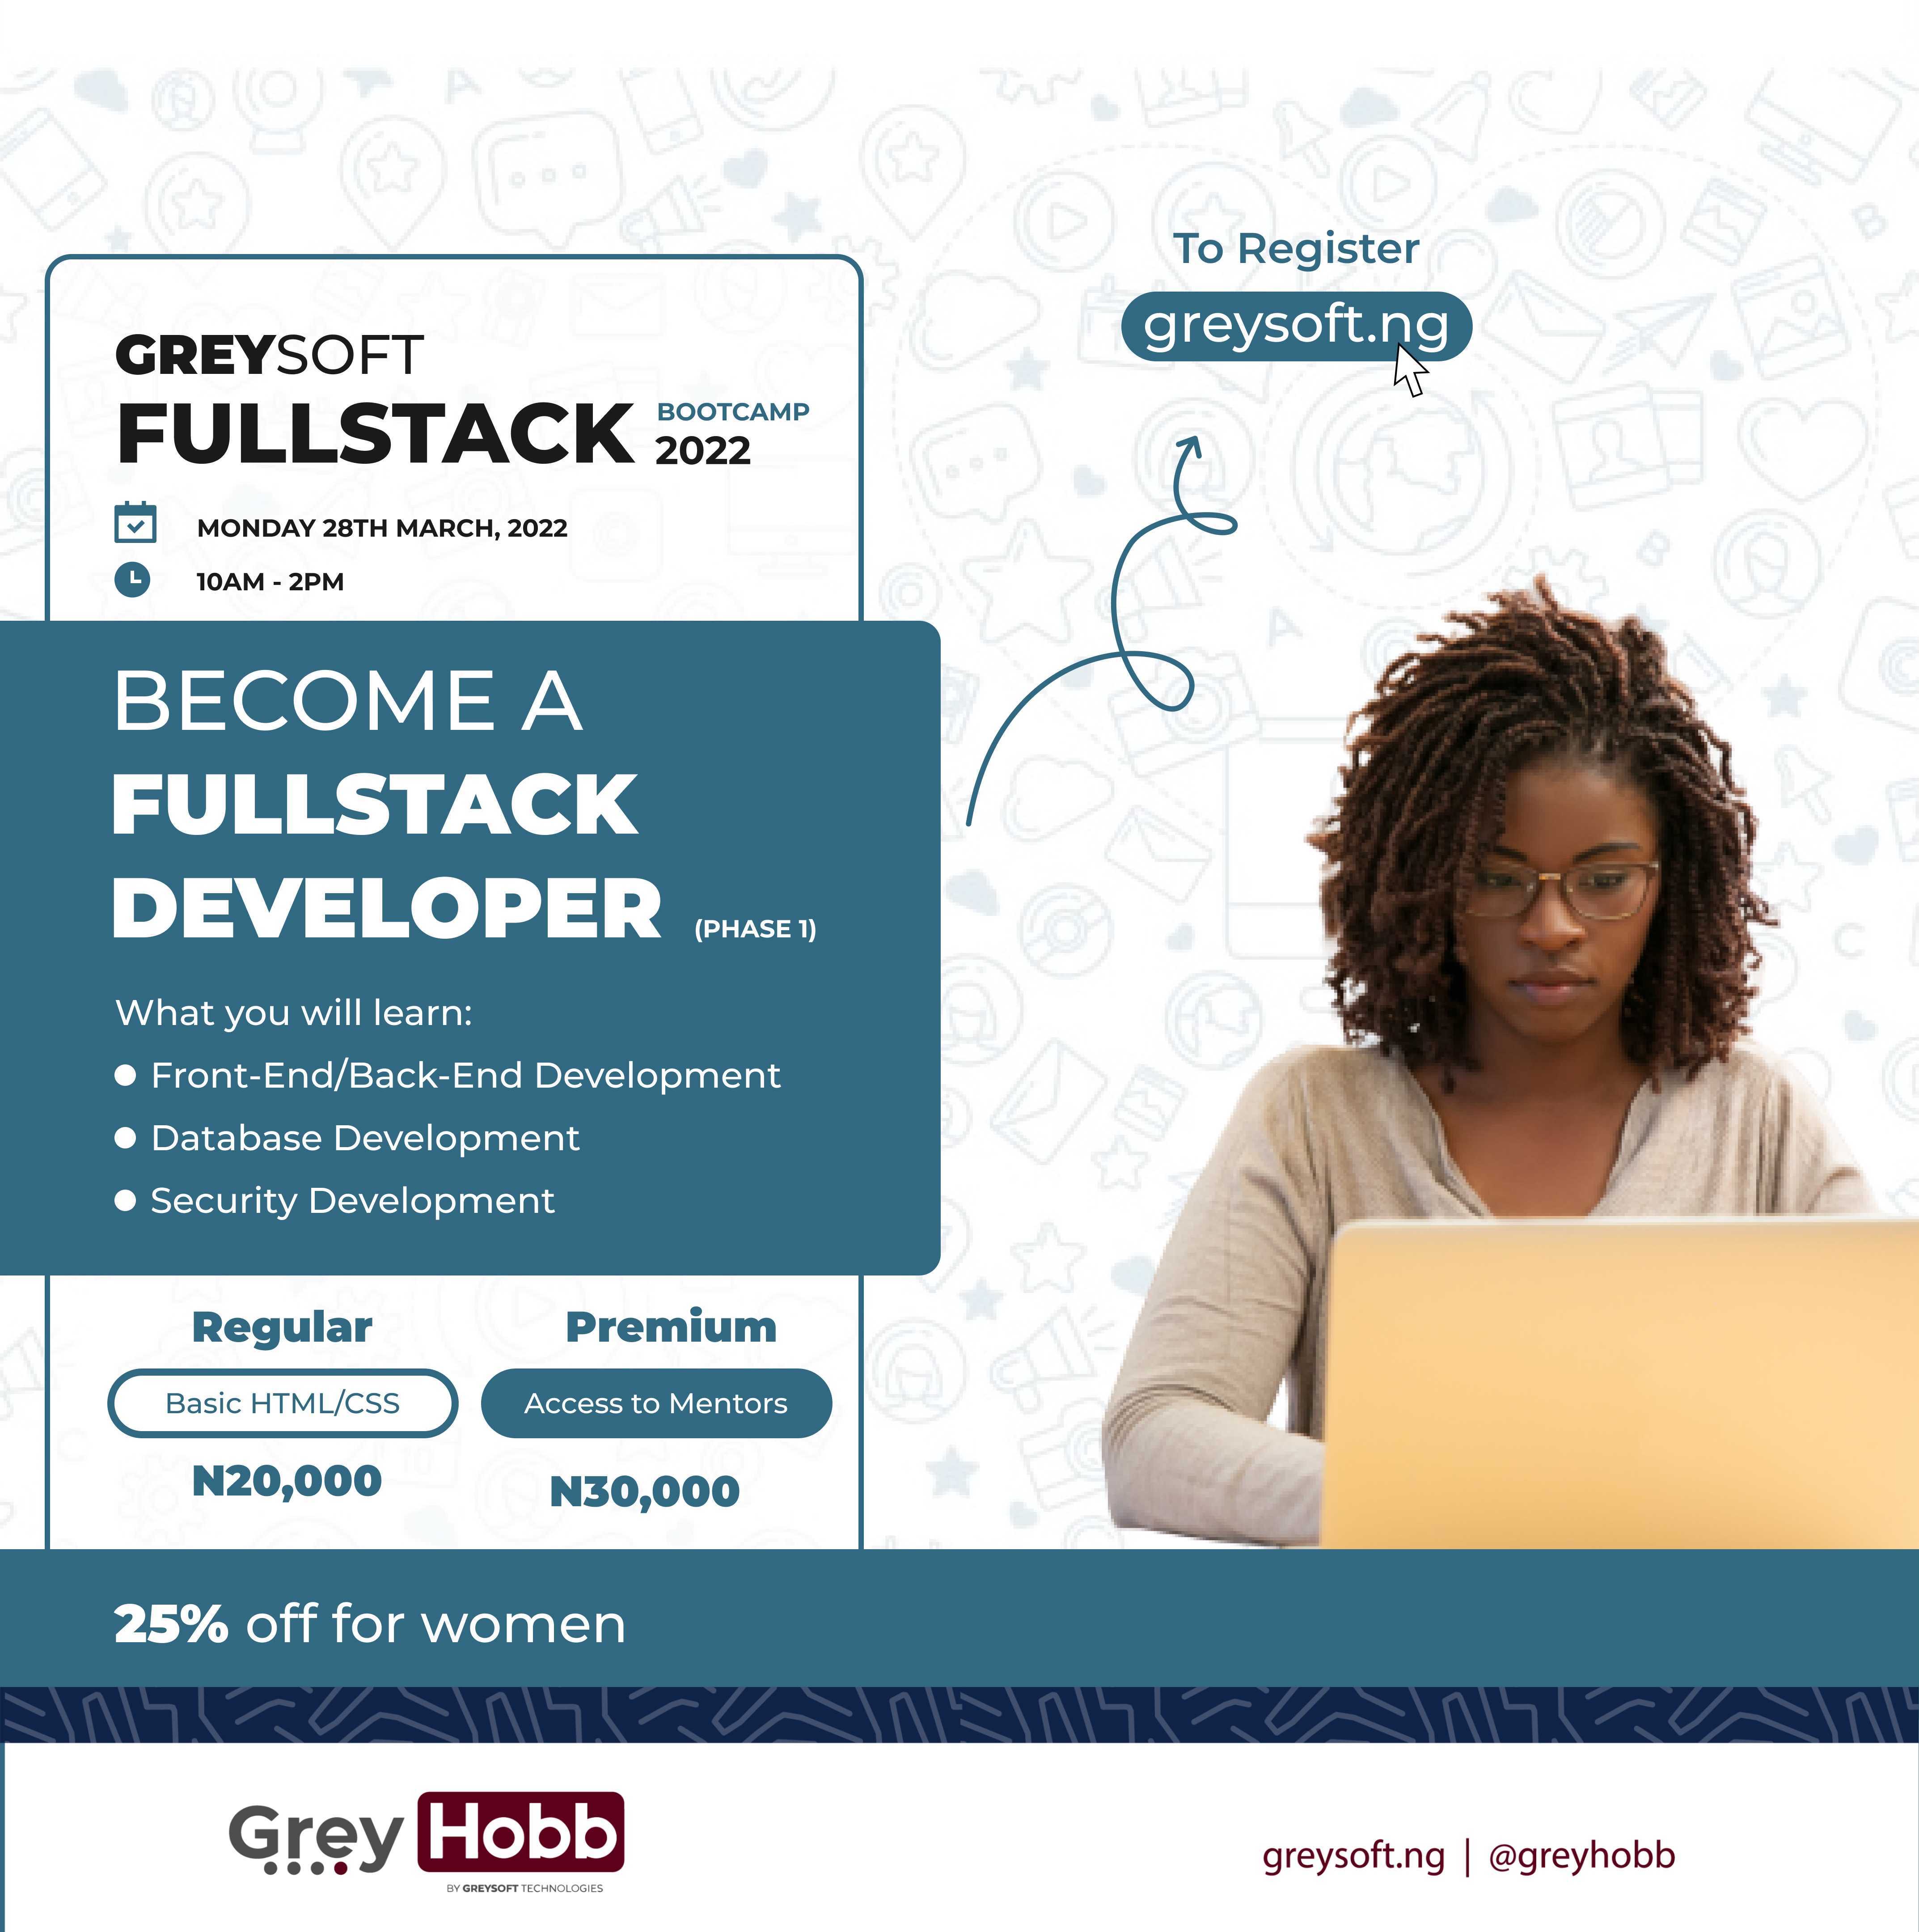 To Register
greysoft.ng
GREYSOFT
FULLSTACK BOOTCAMP 2022
MONDAY 28TH MARCH, 2022
10AM - 2PM
BECOME A
FULLSTACK
DEVELOPER (PHASE 1)
What you will learn:
Front-End/Back-End Development
Database Development
Security Development
Regular
Basic HTML/CSS
N20,000
Premium
Access to Mentors
N30,000
25% off for women
Grey Hobb
BY GREYSOFT TECHNOLOGIES
greysoft.ng | @greyhobb